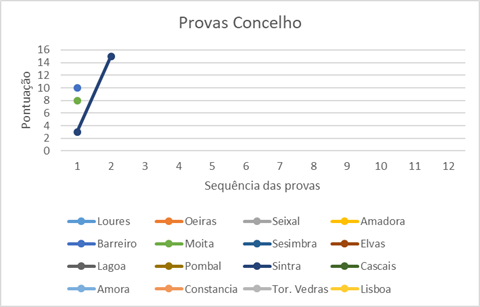 Provas Concelho
Pontuação
16
14
12
10
8
6
4
2
0
1 2 3 4 5 6 7 8 9 10 11 12
Sequência das provas
Loures Oeiras Seixal Amadora
Barreiro Moita Sesimbra Elvas
Lagoa Pombal Sintra Cascais
Amora Constancia Tor. Vedras Lisboa